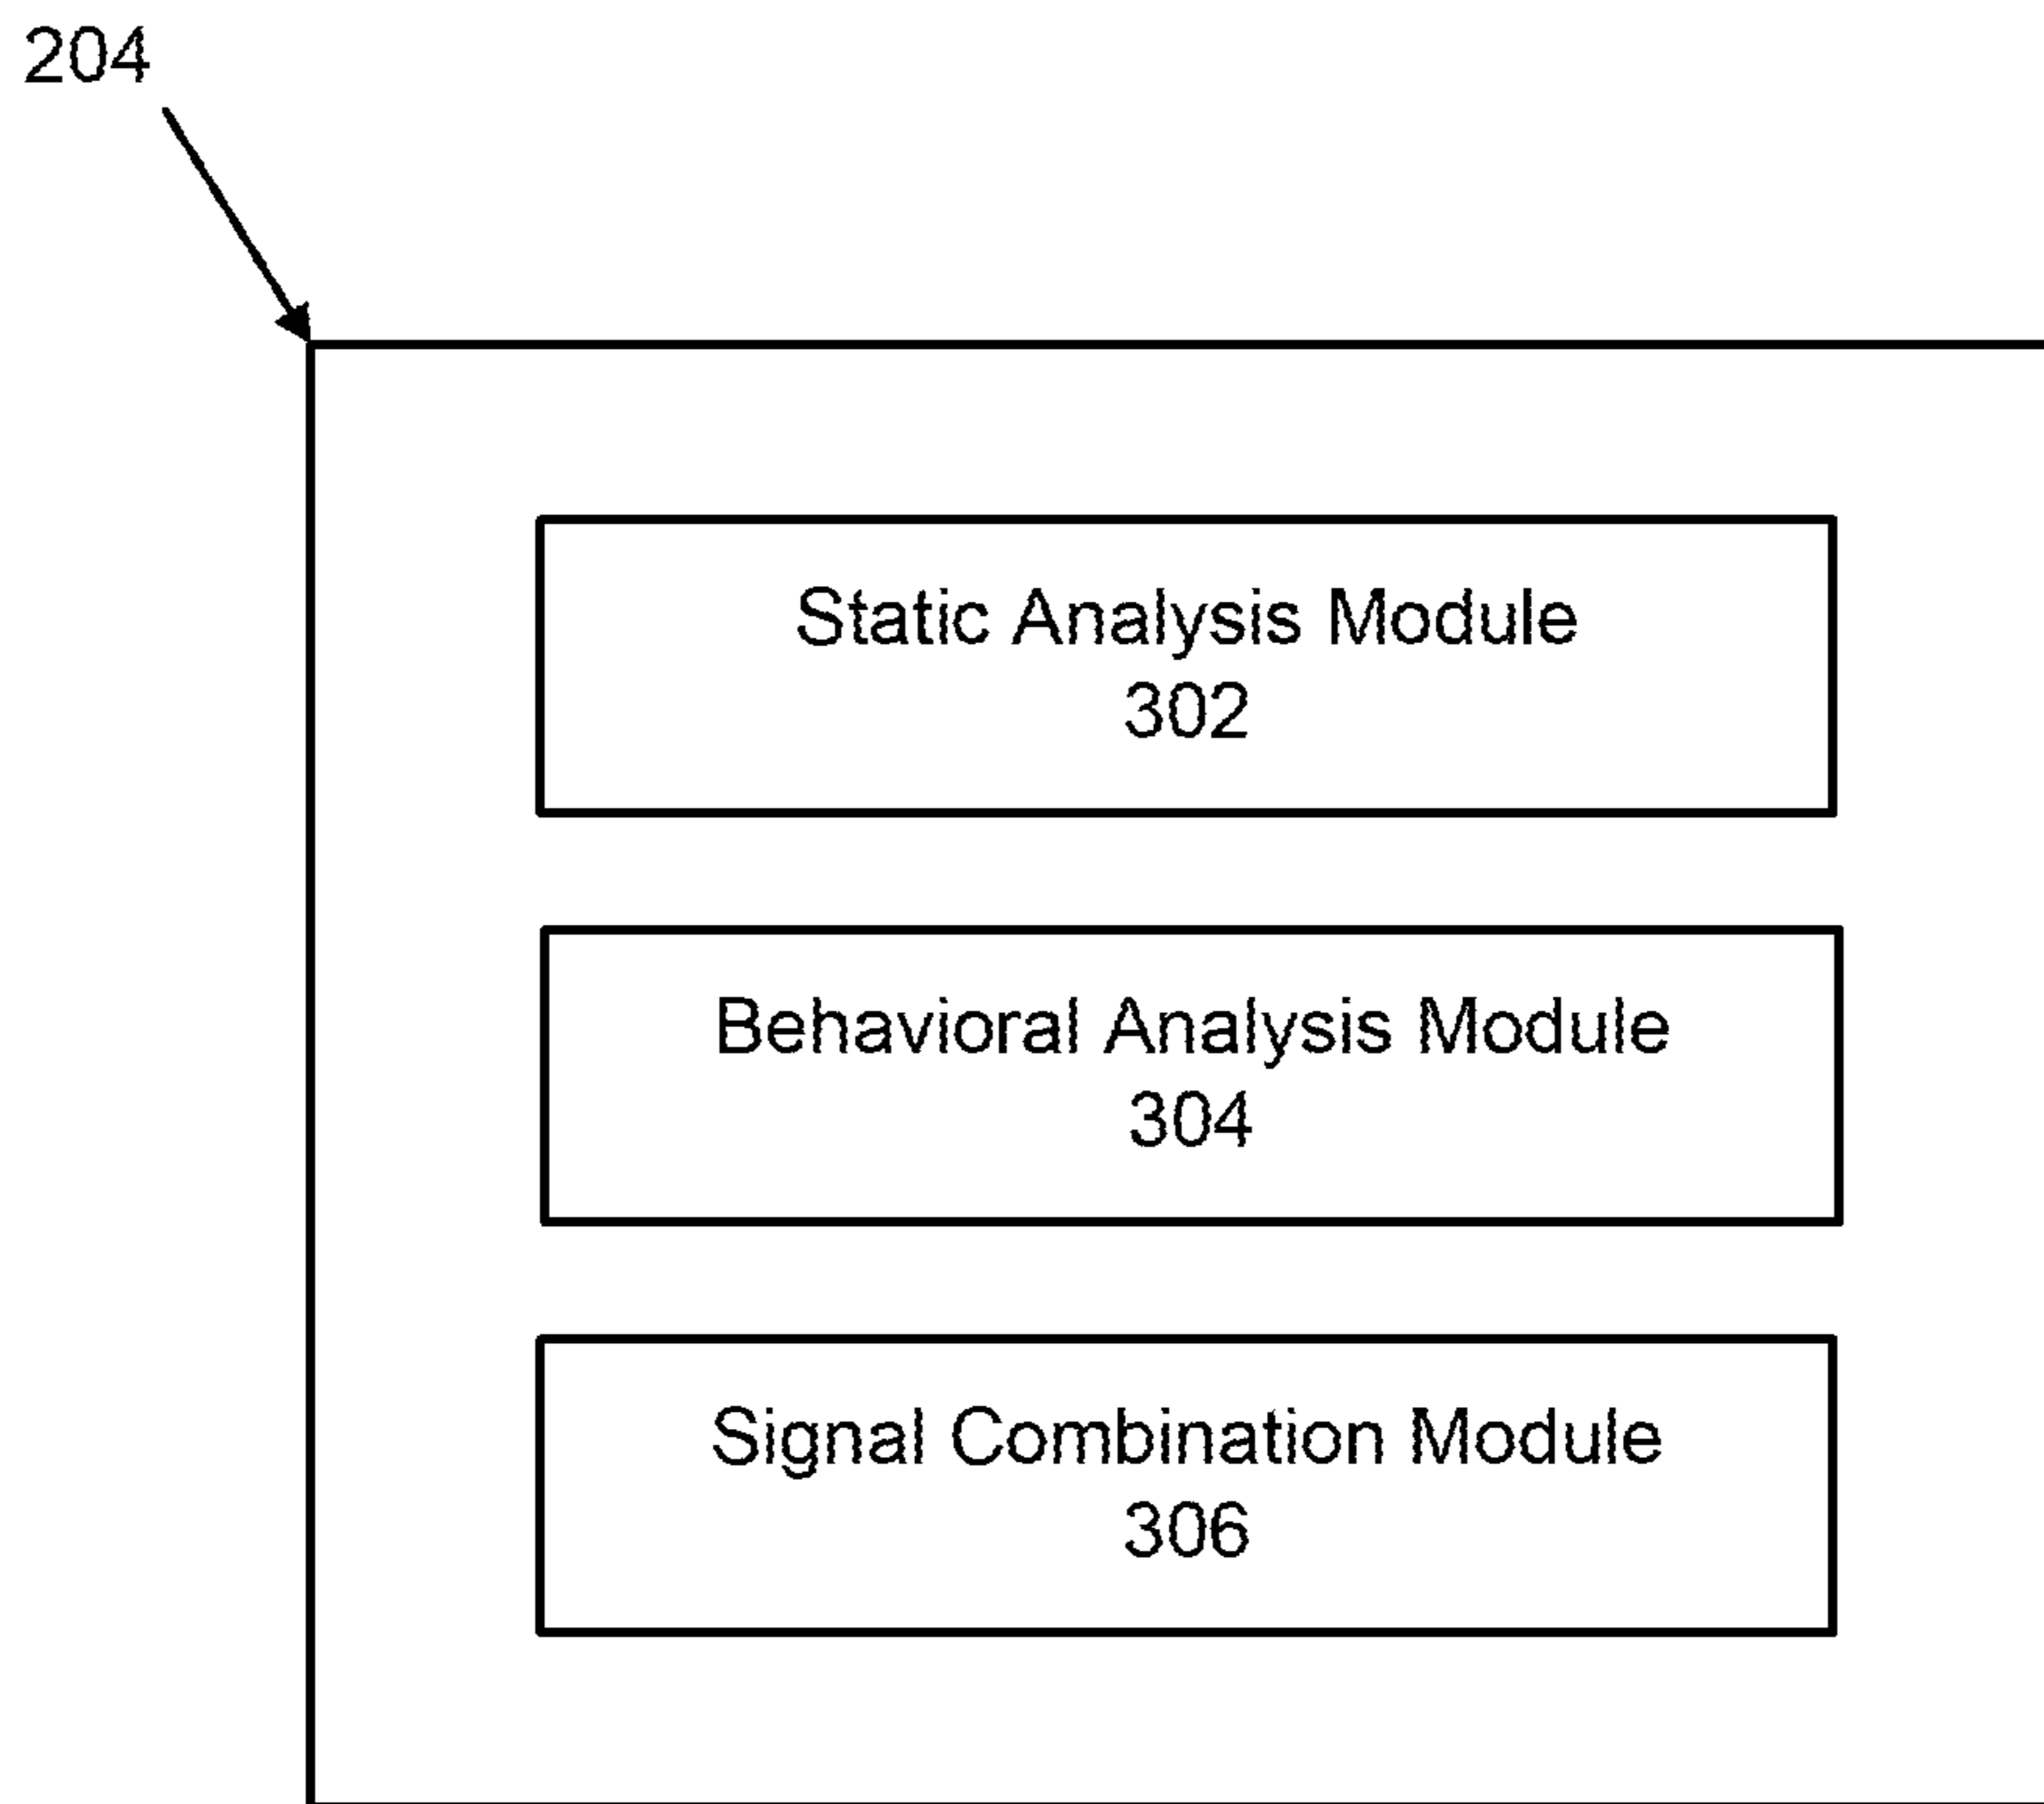 204
Static Analysis Module
302
Behavioral Analysis Module
304
Signal Combination Module
306